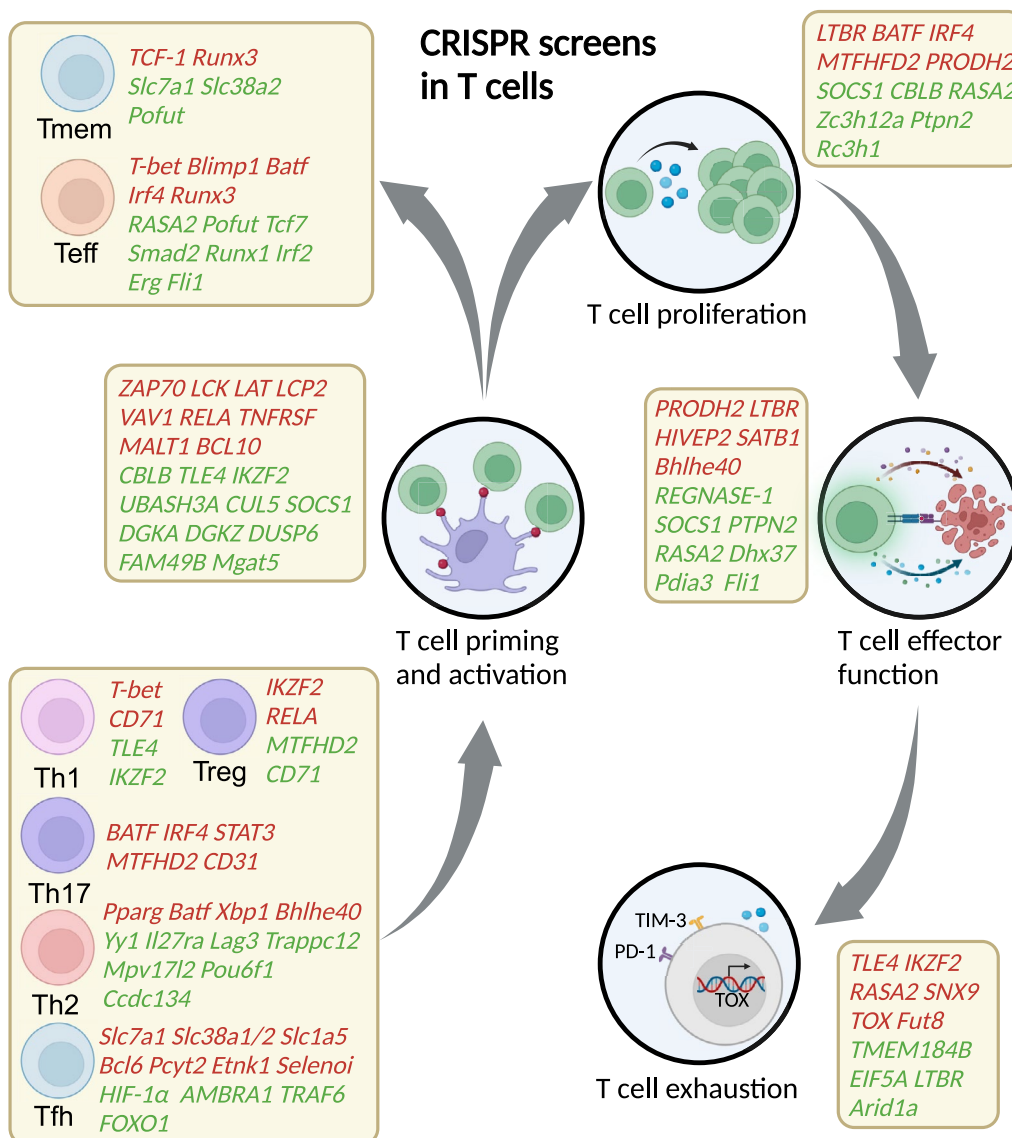 CRISPR screens
in T cells
TCF-1 Runx3
Slc7a1 Slc38a2
Pofut
Tmem
T-bet Blimp1 Batf
Irf4 Runx3
RASA2 Pofut Tcf7
Smad2 Runx1 Irf2
Erg Fli1
Teff
LTBR BATF IRF4
MTFHFD2 PRODH2
SOCS1 CBLB RASA2
Zc3h12a Ptpn2
Rc3h1
T cell proliferation
ZAP70 LCK LAT LCP2
VAV1 RELA TNFRSF
MALT1 BCL10
CBLB TLE4 IKZF2
UBASH3A CUL5 SOCS1
DGKA DGKZ DUSP6
FAM49B Mgat5
T cell priming
and activation
PRODH2 LTBR
HIVEP2 SATB1
Bhlhe40
REGNASE-1
SOCS1 PTPN2
RASA2 Dhx37
Pdia3 Fli1
T cell effector
function
T-bet
CD71
TLE4
IKZF2
Th1
IKZF2
RELA
MTFHD2
CD71
Treg
BATF IRF4 STAT3
MTFHD2 CD31
Th17
Pparg Batf Xbp1 Bhlhe40
Yy1 Il27ra Lag3 Trappc12
Mpv17l2 Pou6f1
Ccdc134
Th2
Slc7a1 Slc38a1/2 Slc1a5
Bcl6 Pcyt2 Etnk1 Selenoi
HIF-1α AMBRA1 TRAF6
FOXO1
Tfh
TIM-3
PD-1
TOX
T cell exhaustion
TLE4 IKZF2
RASA2 SNX9
TOX Fut8
TMEM184B
EIF5A LTBR
Arid1a